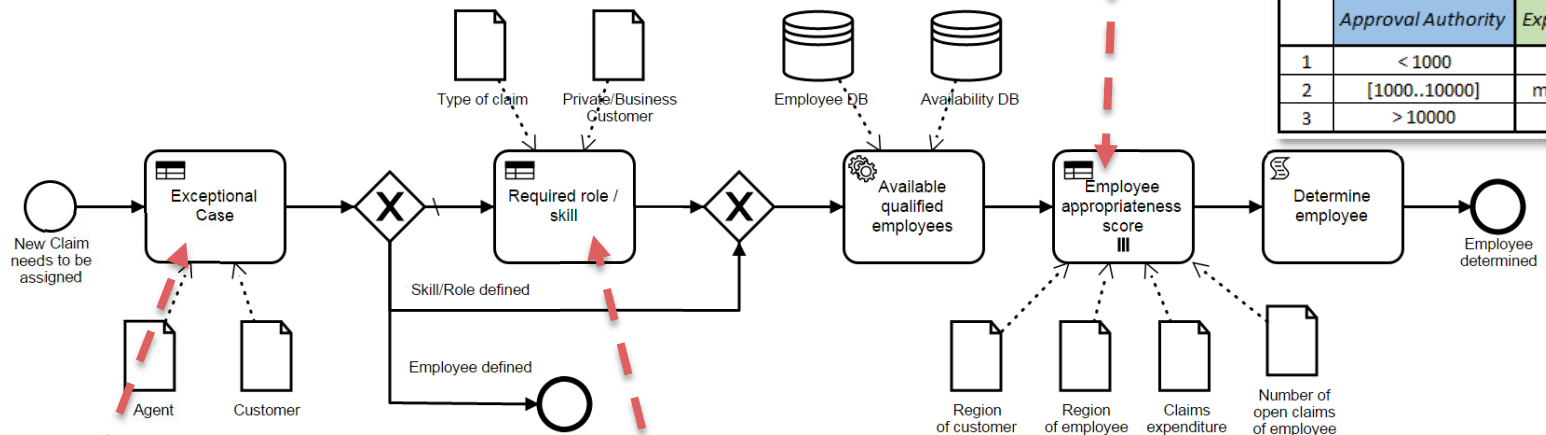 Approval Authority
1 < 1000
2 [1000..10000]
3 > 10000
Type of claim
Private/Business
Customer
Employee DB
Availability DB
New Claim
needs to be
assigned
Exceptional
Case
X
Required role /
skill
X
Available
qualified
employees
Employee
appropriateness
score
Determine
employee
Employee
determined
Skill/Role defined
Employee defined
Agent
Customer
Region
of customer
Region
of employee
Claims
expenditure
Number of
open claims
of employee